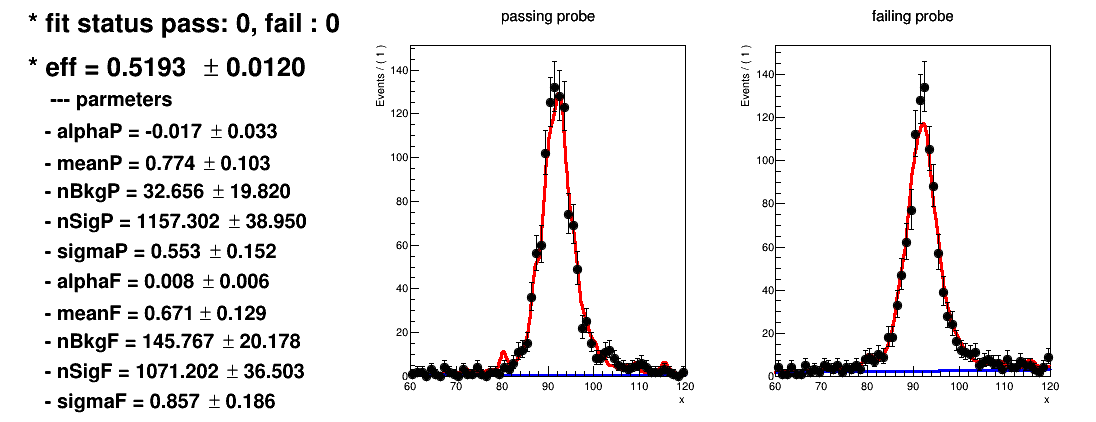 * fit status pass: 0, fail : 0
* eff = 0.5193 ± 0.0120
--- parmeters
- alphaP = -0.017 ± 0.033
- meanP = 0.774 ± 0.103
- nBkgP = 32.656 ± 19.820
- nSigP = 1157.302 ± 38.950
- sigmaP = 0.553 ± 0.152
- alphaF = 0.008 ± 0.006
- meanF = 0.671 ± 0.129
- nBkgF = 145.767 ± 20.178
- nSigF = 1071.202 ± 36.503
- sigmaF = 0.857 ± 0.186
passing probe
Events / ( 1 )
140
120
100
80
60
40
20
0
60 70 80 90 100 110 120
x
failing probe
Events / ( 1 )
140
120
100
80
60
40
20
0
60 70 80 90 100 110 120
x